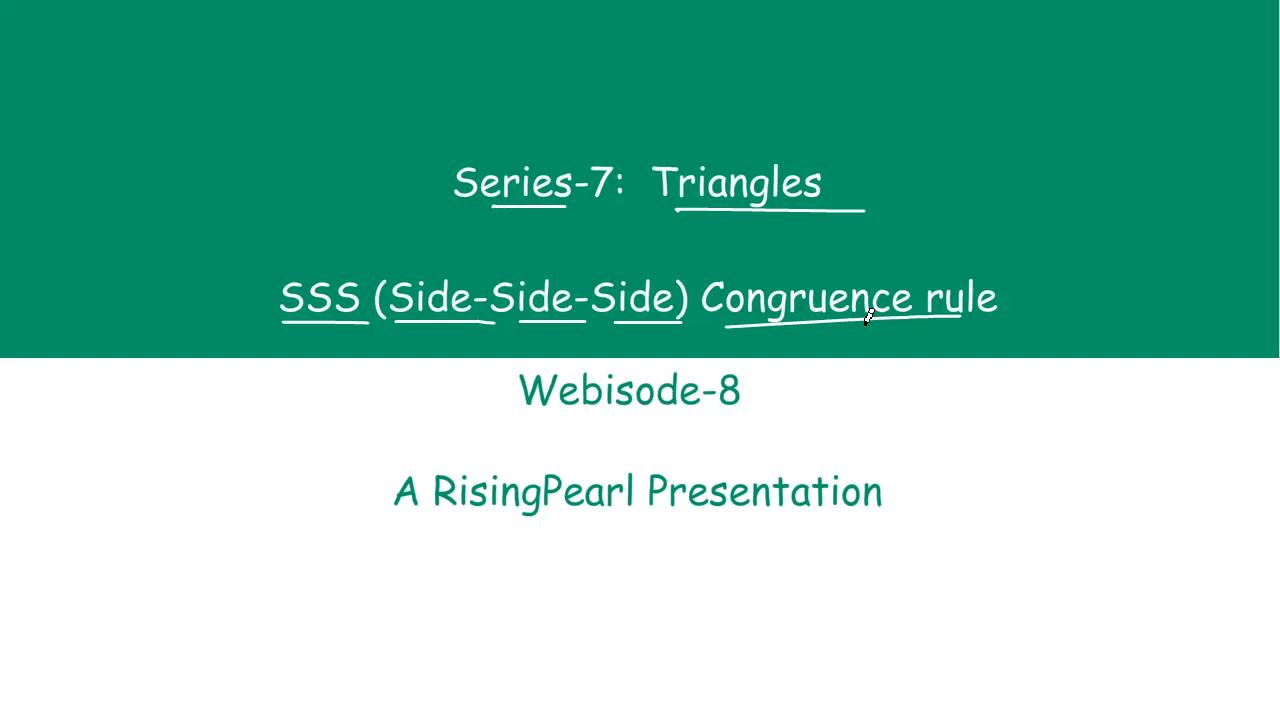 Series-7: Triangles
SSS (Side-Side-Side) Congruence rule
Webisode-8
A RisingPearl Presentation